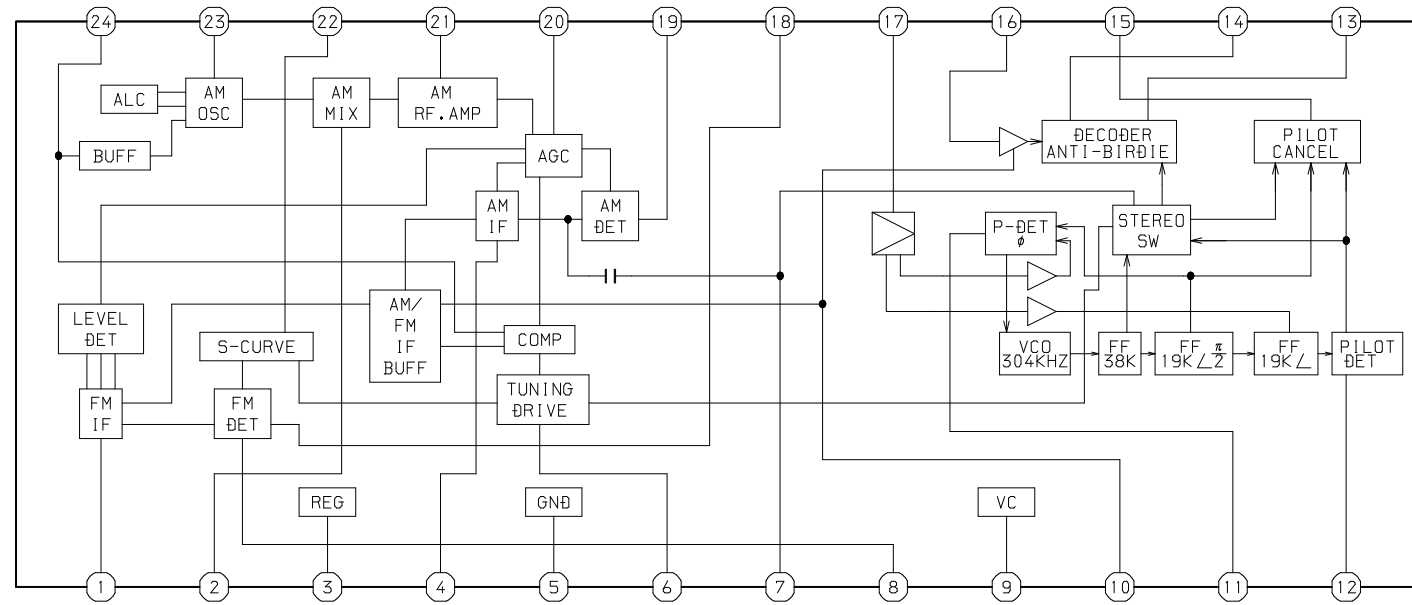 24 23 22 21 20 19 18 17 16 15 14 13
ALC
AM
OSC
AM
MIX
AM
RF.AMP
BUFF
AGC
DECODER
ANTI-BIRDIE
PILOT
CANCEL
AM
IF
AM
DET
P-DET
ø
STEREO
SW
LEVEL
DET
AM/
FM
IF
BUFF
S-CURVE
COMP
VCO
304KHZ
FF
38K
FF
19K∠π/2
FF
19K∠
PILOT
DET
FM
IF
FM
DET
TUNING
DRIVE
REG
GND
VC
1 2 3 4 5 6 7 8 9 10 11 12